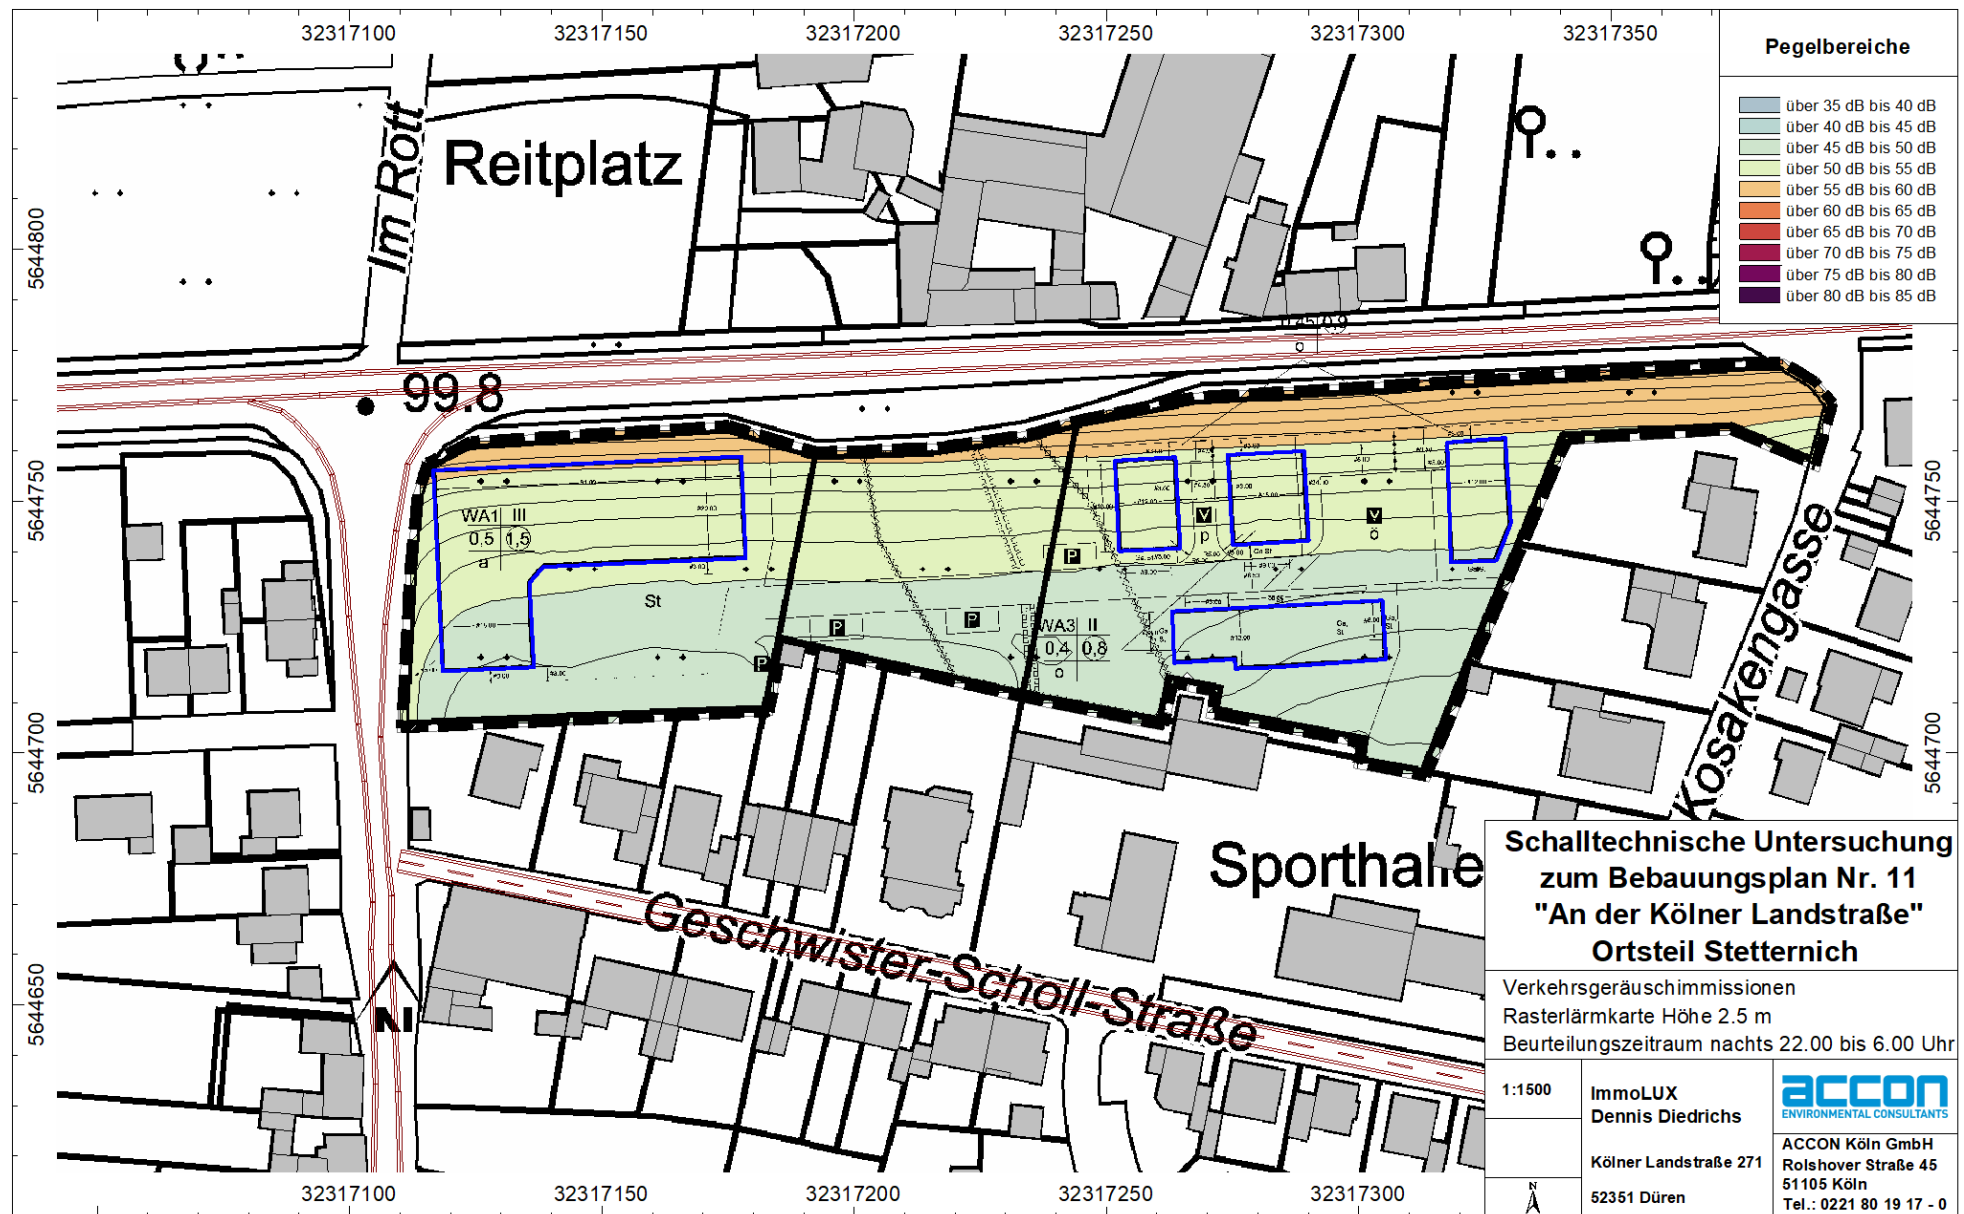 32317100 32317150 32317200 32317250 32317300 32317350
Pegelbereiche
über 35 dB bis 40 dB
über 40 dB bis 45 dB
über 45 dB bis 50 dB
über 50 dB bis 55 dB
über 55 dB bis 60 dB
über 60 dB bis 65 dB
über 65 dB bis 70 dB
über 70 dB bis 75 dB
über 75 dB bis 80 dB
über 80 dB bis 85 dB
Im Rott
Reitplatz
5644800
99.8
5644750
5644750
WA1 III
0,5 1,5
a
St
V
p
V
ö
P
P
P
P
WA3 II
0,4 0,8
o
o
5644700
5644700
Kosakengasse
Sporthalle
Geschwister-Scholl-Straße
5644650
N
Schalltechnische Untersuchung
zum Bebauungsplan Nr. 11
"An der Kölner Landstraße"
Ortsteil Stetternich
Verkehrsgeräuschimmissionen
Rasterlärmkarte Höhe 2.5 m
Beurteilungszeitraum nachts 22.00 bis 6.00 Uhr
1:1500
ImmoLUX
Dennis Diedrichs
Kölner Landstraße 271
52351 Düren
accon
ENVIRONMENTAL CONSULTANTS
ACCON Köln GmbH
Rolshover Straße 45
51105 Köln
Tel.: 0221 80 19 17 - 0
N
32317100 32317150 32317200 32317250 32317300